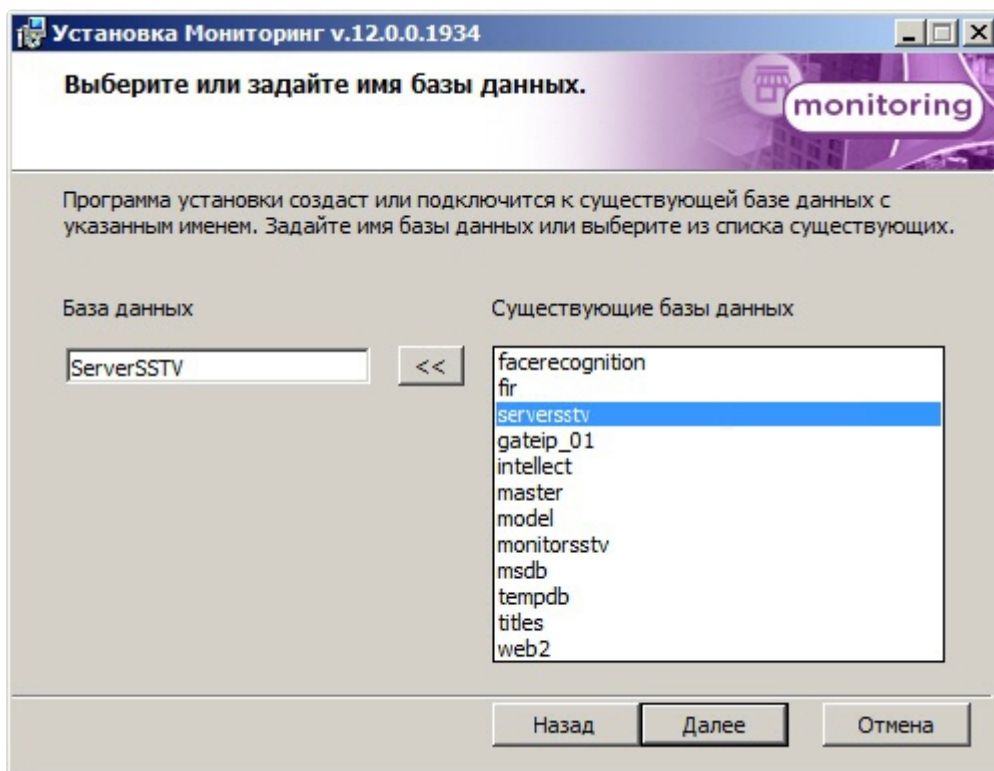 Установка Мониторинг v.12.0.0.1934
Выберите или задайте имя базы данных.
monitoring
Программа установки создаст или подключится к существующей базе данных с
указанным именем. Задайте имя базы данных или выберите из списка существующих.
База данных
Существующие базы данных
ServerSSTV
<<
facerecognition
fir
serversstv
gateip_01
intellect
master
model
monitorsstv
msdb
tempdb
titles
web2
Назад
Далее
Отмена